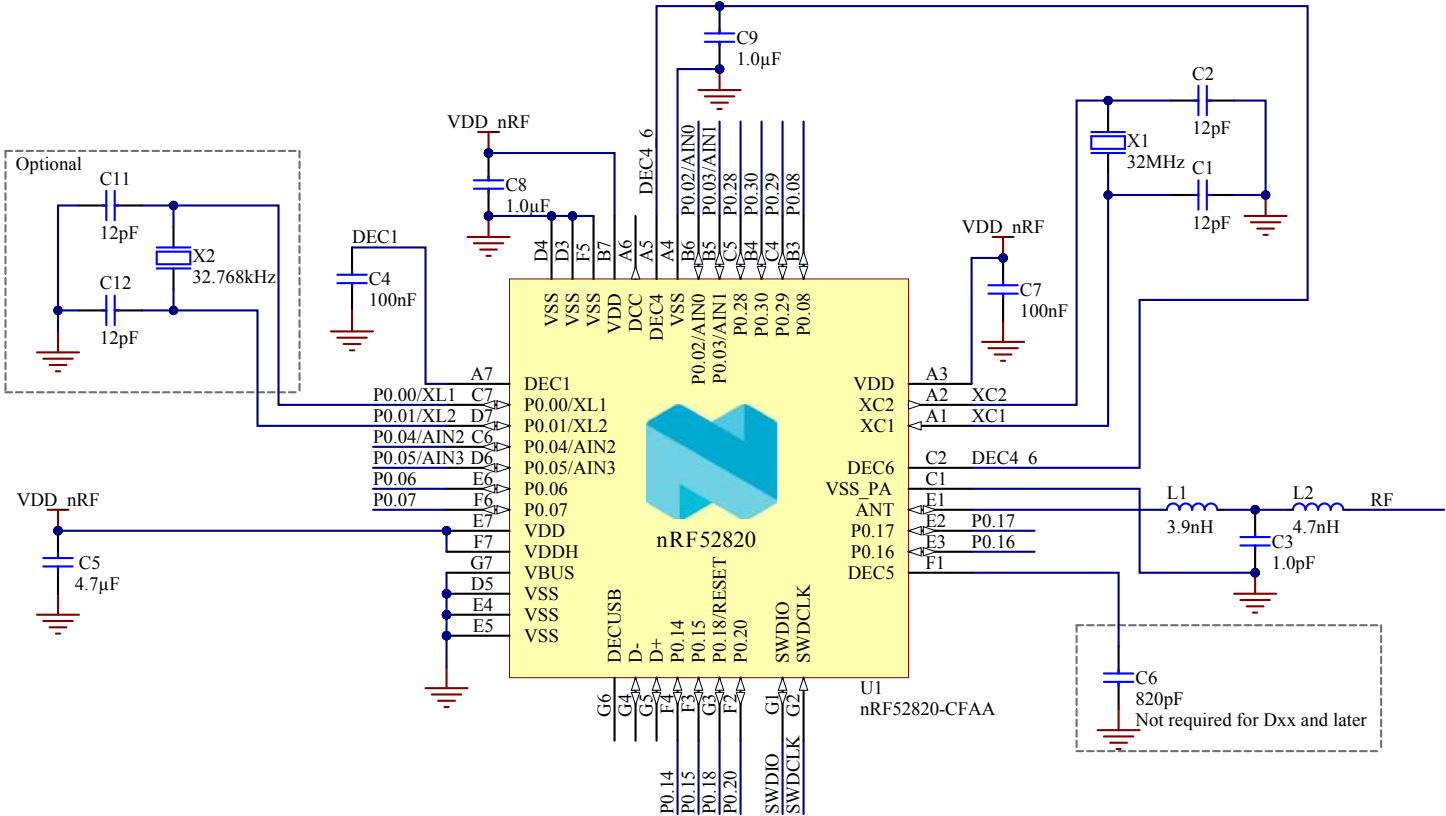 C9
1.0µF
C2
12pF
X1
32MHz
C1
12pF
VDD_nRF
C8
1.0µF
DEC4_6
P0.02/AIN0
P0.03/AIN1
P0.28
P0.30
P0.29
P0.08
Optional
C11
12pF
X2
32.768kHz
C12
12pF
DEC1
C4
100nF
VDD_nRF
C7
100nF
D4
D3
F5
B7
A6
A5
A4
B6
B5
C5
B4
C4
B3
VSS
VSS
VSS
VDD
DCC
DEC4
VSS
P0.02/AIN0
P0.03/AIN1
P0.28
P0.30
P0.29
P0.08
A7
DEC1
P0.00/XL1 C7
P0.00/XL1
P0.01/XL2 D7
P0.01/XL2
P0.04/AIN2 C6
P0.04/AIN2
P0.05/AIN3 D6
P0.05/AIN3
P0.06 E6
P0.06
P0.07 F6
P0.07
E7
VDD
F7
VDDH
G7
VBUS
D5
VSS
E4
VSS
E5
VSS
VDD_nRF
C5
4.7µF
nRF52820
VDD
A3
XC2
A2 XC2
XC1
A1 XC1
DEC6
C2 DEC4_6
VSS_PA
C1
ANT
E1
P0.17
E2 P0.17
P0.16
E3 P0.16
DEC5
F1
L1
3.9nH
L2
4.7nH
RF
C3
1.0pF
DECUSB
D-
D+
P0.14
P0.15
P0.18/RESET
P0.20
SWDIO
SWDCLK
G6
G4
G5
F4
F3
G3
F2
G1
G2
P0.14
P0.15
P0.18
P0.20
SWDIO
SWDCLK
U1
nRF52820-CFAA
C6
820pF
Not required for Dxx and later